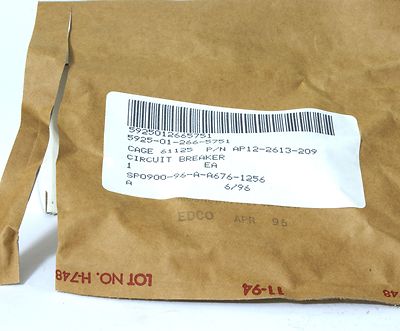 5925012665751
5925-01-266-5751
CAGE 61125 P/N AP12-2613-209
CIRCUIT BREAKER
1 EA
SP0900-96-A-A676-1256
A 6/96
EDCO APR 96
LOT NO. H-748
11-94